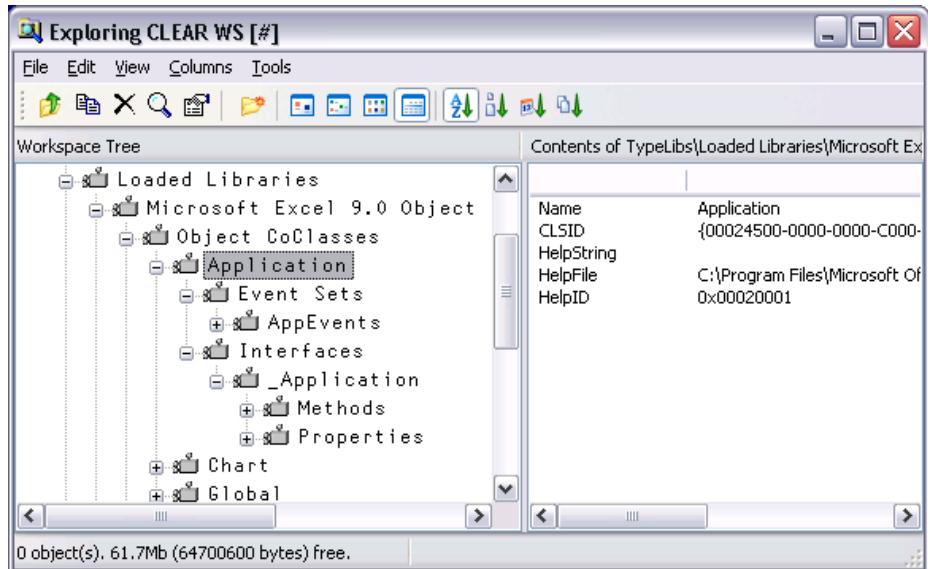 Exploring CLEAR WS [#]
File Edit View Columns Tools
Workspace Tree
Contents of TypeLibs\Loaded Libraries\Microsoft Ex
Loaded Libraries
Microsoft Excel 9.0 Object
Object CoClasses
Application
Event Sets
AppEvents
Interfaces
_Application
Methods
Properties
Chart
Global
Name Application
CLSID {00024500-0000-0000-C000-
HelpString
HelpFile C:\Program Files\Microsoft Of
HelpID 0x00020001
0 object(s). 61.7Mb (64700600 bytes) free.